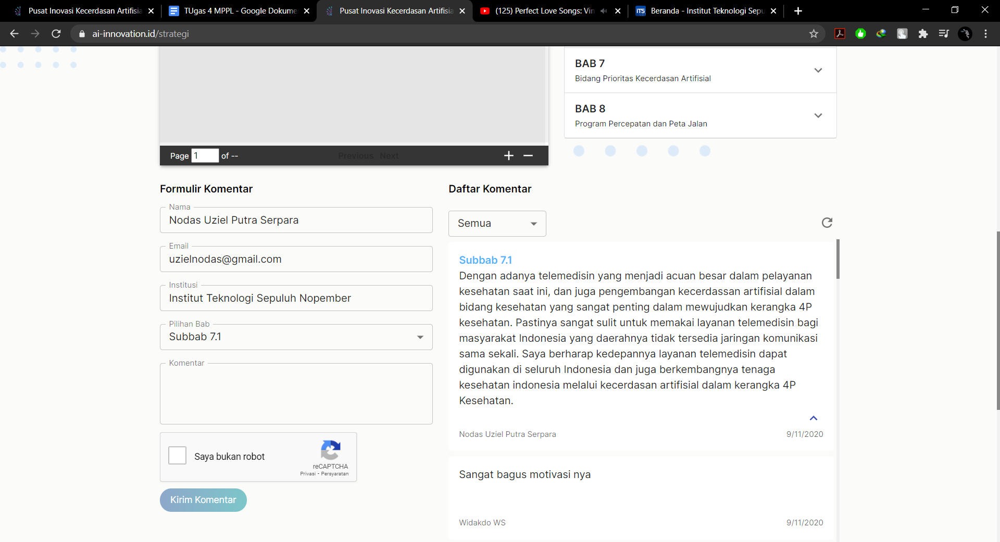 Pusat Inovasi Kecerdasan Artifisia
TUgas 4 MPPL - Google Dokume
Pusat Inovasi Kecerdasan Artifisia
(125) Perfect Love Songs: Vin
ITS Beranda - Institut Teknologi Sepu
ai-innovation.id/strategi
BAB 7
Bidang Prioritas Kecerdasan Artifisial
BAB 8
Program Percepatan dan Peta Jalan
Page 1 of --
Previous Next
Formulir Komentar
Nama
Nodas Uziel Putra Serpara
Email
uzielnodas@gmail.com
Institusi
Institut Teknologi Sepuluh Nopember
Pilihan Bab
Subbab 7.1
Komentar
Saya bukan robot
reCAPTCHA
Privasi - Persyaratan
Kirim Komentar
Daftar Komentar
Semua
Subbab 7.1
Dengan adanya telemedisin yang menjadi acuan besar dalam pelayanan
kesehatan saat ini, dan juga pengembangan kecerdassan artifisial dalam
bidang kesehatan yang sangat penting dalam mewujudkan kerangka 4P
kesehatan. Pastinya sangat sulit untuk memakai layanan telemedisin bagi
masyarakat Indonesia yang daerahnya tidak tersedia jaringan komunikasi
sama sekali. Saya berharap kedepannya layanan telemedisin dapat
digunakan di seluruh Indonesia dan juga berkembangnya tenaga
kesehatan indonesia melalui kecerdasan artifisial dalam kerangka 4P
Kesehatan.
Nodas Uziel Putra Serpara
9/11/2020
Sangat bagus motivasi nya
Widakdo WS
9/11/2020